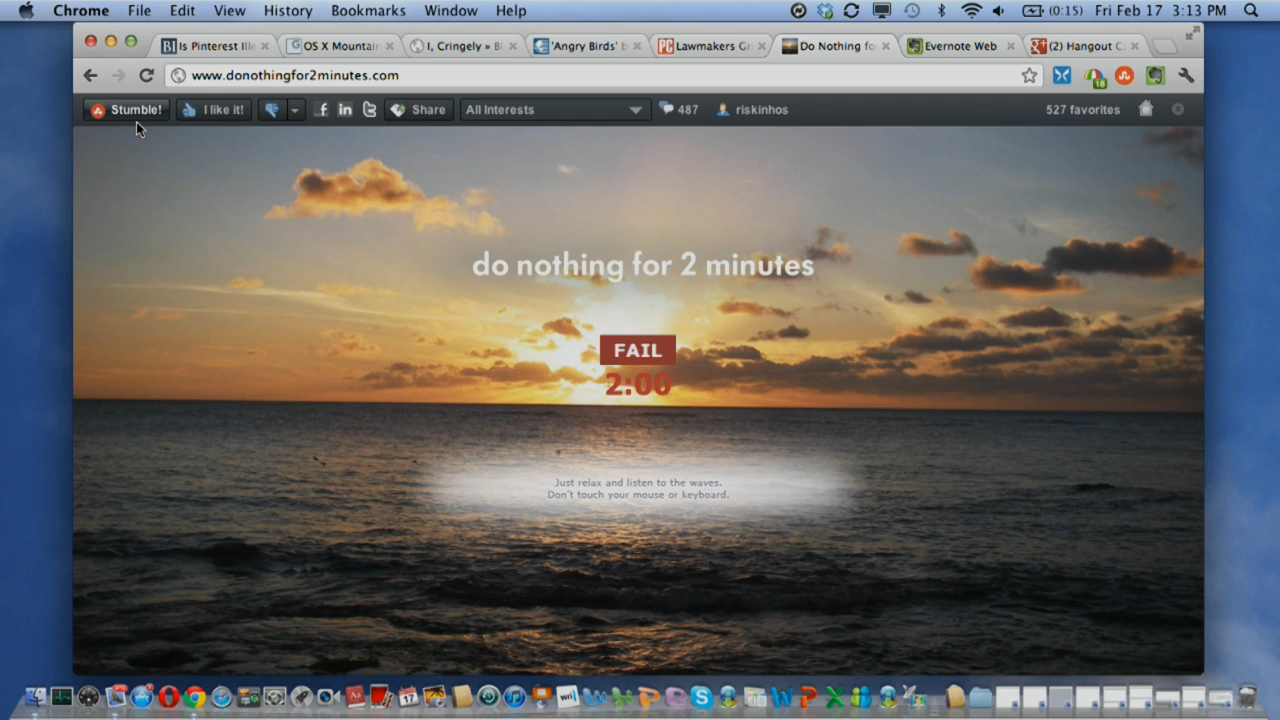 Chrome File Edit View History Bookmarks Window Help (0:15) Fri Feb 17 3:13 PM
Is Pinterest Ille OS X Mountain I, Cringely » Bl 'Angry Birds' b Lawmakers Gr Do Nothing fo Evernote Web (2) Hangout C
www.donothingfor2minutes.com
18
Stumble! I like it! Share All Interests 487 riskinhos 527 favorites
do nothing for 2 minutes
FAIL
2:00
Just relax and listen to the waves.
Don't touch your mouse or keyboard.